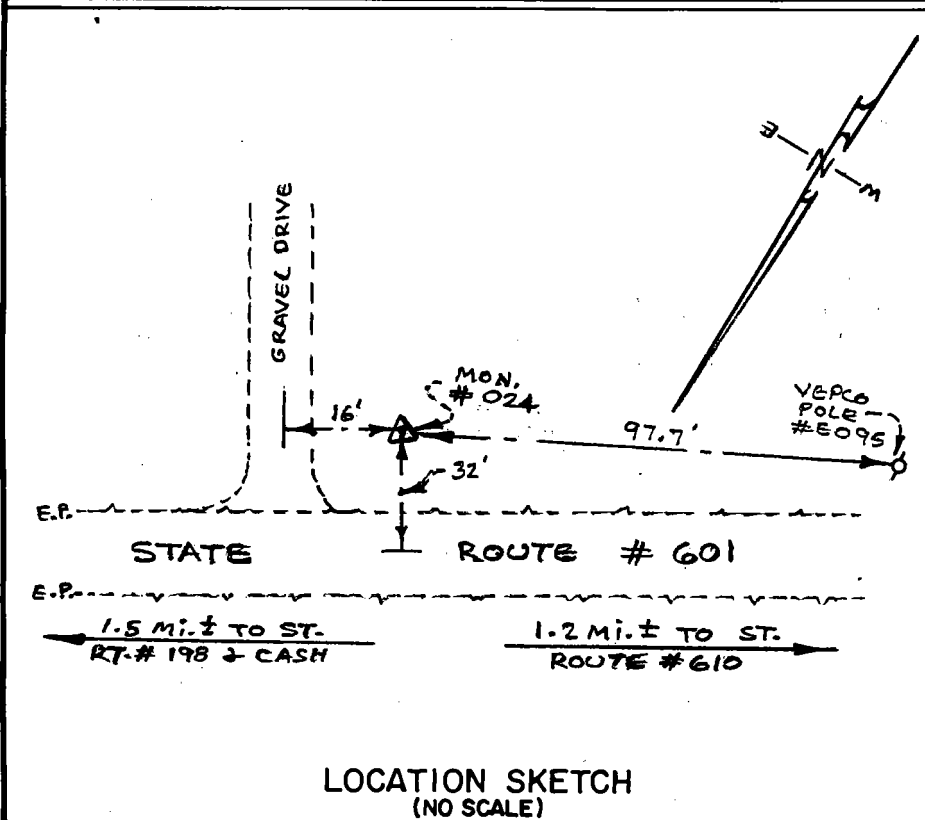 GRAVEL DRIVE
E
N
W
MON.
# 024
16'
97.7'
VEPCO
POLE
#E095
32'
E.P.
STATE ROUTE # 601
E.P.
1.5 Mi.± TO ST.
RT.# 198 & CASH
1.2 Mi.± TO ST.
ROUTE #610
LOCATION SKETCH
(NO SCALE)